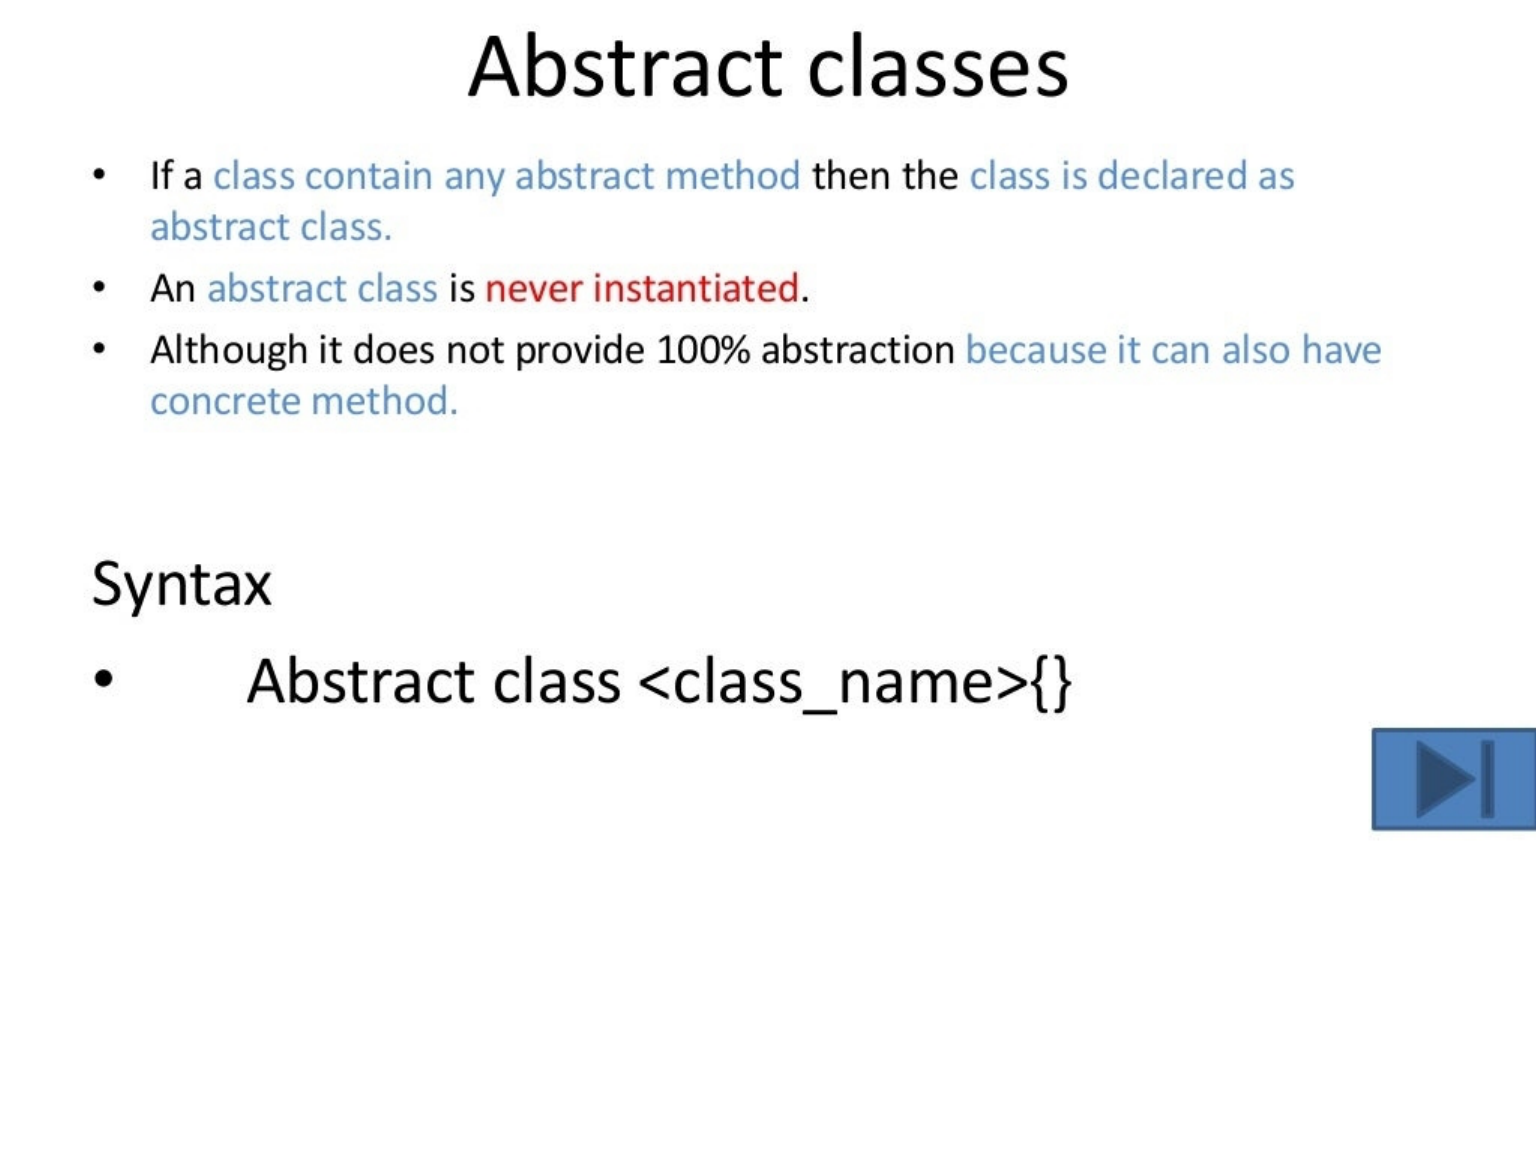 Abstract classes
• If a class contain any abstract method then the class is declared as
abstract class.
• An abstract class is never instantiated.
• Although it does not provide 100% abstraction because it can also have
concrete method.
Syntax
• Abstract class <class_name>{}